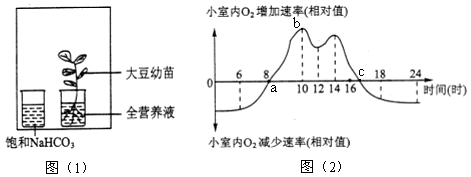 大豆幼苗
全营养液
饱和NaHCO3
图（1）
小室内O2增加速率(相对值)
b
6 8 10 12 14 16 18 24
0 a c 时间(时)
小室内O2减少速率(相对值)
图（2）